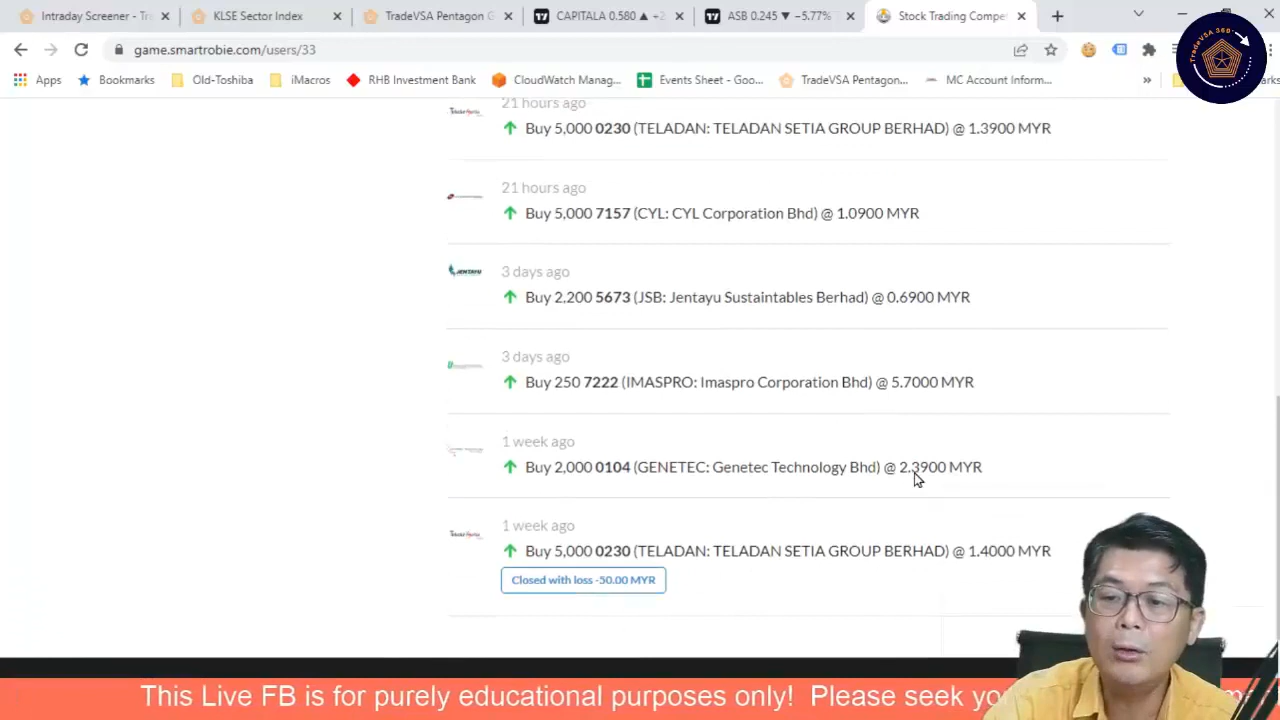 Intraday Screener - Tr
KLSE Sector Index
TradeVSA Pentagon G
CAPITALA 0.580 ▲ +2
ASB 0.245 ▼ −5.77%
Stock Trading Compe
game.smartrobie.com/users/33
TradeVSA 360°
Apps
Bookmarks
Old-Toshiba
iMacros
RHB Investment Bank
CloudWatch Manag...
Events Sheet - Goo...
TradeVSA Pentagon...
MC Account Inform...
»
21 hours ago
Buy 5,000 0230 (TELADAN: TELADAN SETIA GROUP BERHAD) @ 1.3900 MYR
21 hours ago
Buy 5,000 7157 (CYL: CYL Corporation Bhd) @ 1.0900 MYR
JENTAYU
3 days ago
Buy 2,200 5673 (JSB: Jentayu Sustaintables Berhad) @ 0.6900 MYR
3 days ago
Buy 250 7222 (IMASPRO: Imaspro Corporation Bhd) @ 5.7000 MYR
1 week ago
Buy 2,000 0104 (GENETEC: Genetec Technology Bhd) @ 2.3900 MYR
1 week ago
Buy 5,000 0230 (TELADAN: TELADAN SETIA GROUP BERHAD) @ 1.4000 MYR
Closed with loss -50.00 MYR
This Live FB is for purely educational purposes only! Please seek yo